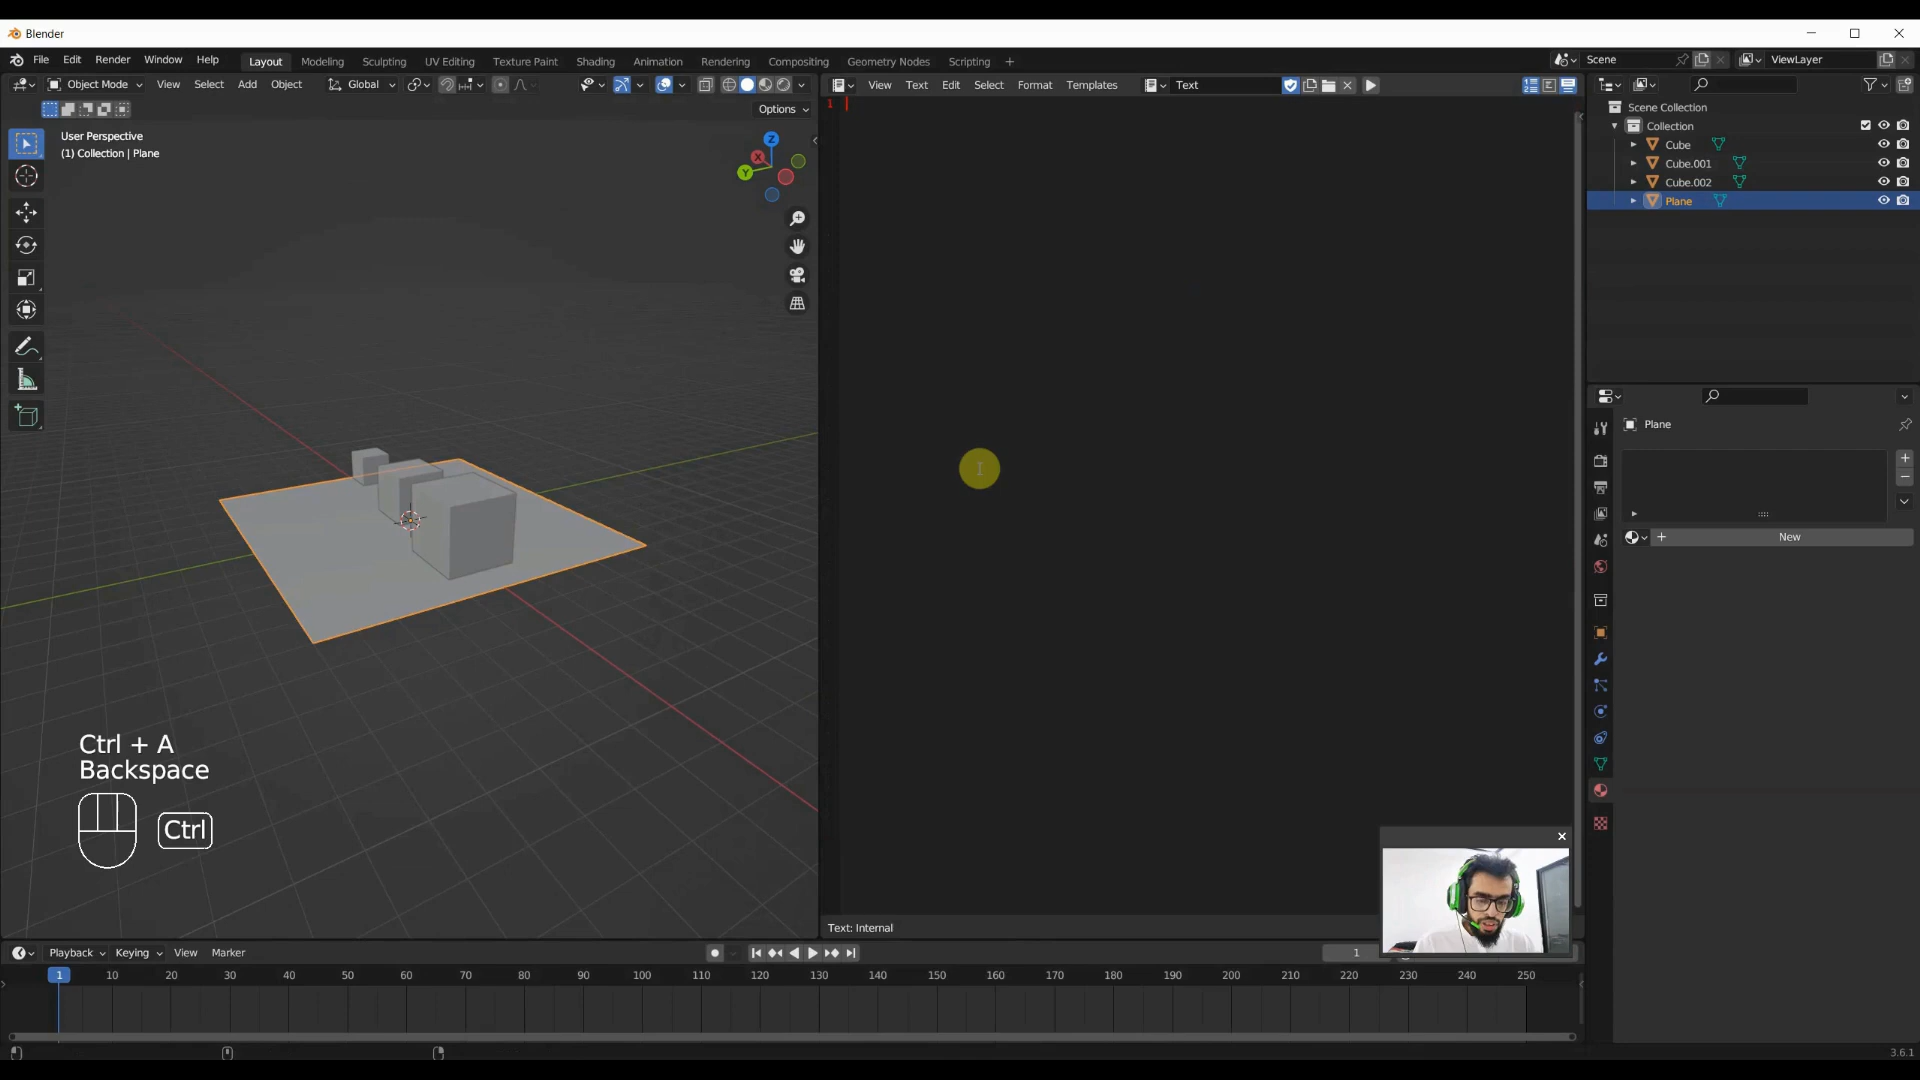 Blender
File Edit Render Window Help Layout Modeling Sculpting UV Editing Texture Paint Shading Animation Rendering Compositing Geometry Nodes Scripting + Scene ViewLayer
Object Mode View Select Add Object Global View Text Edit Select Format Templates Text
Options
1
User Perspective
(1) Collection | Plane
Z
X
Y
Scene Collection
Collection
Cube
Cube.001
Cube.002
Plane
Plane
New
Ctrl + A
Backspace
Ctrl
Text: Internal
Playback Keying View Marker 1
1 10 20 30 40 50 60 70 80 90 100 110 120 130 140 150 160 170 180 190 200 210 220 230 240 250
3.6.1